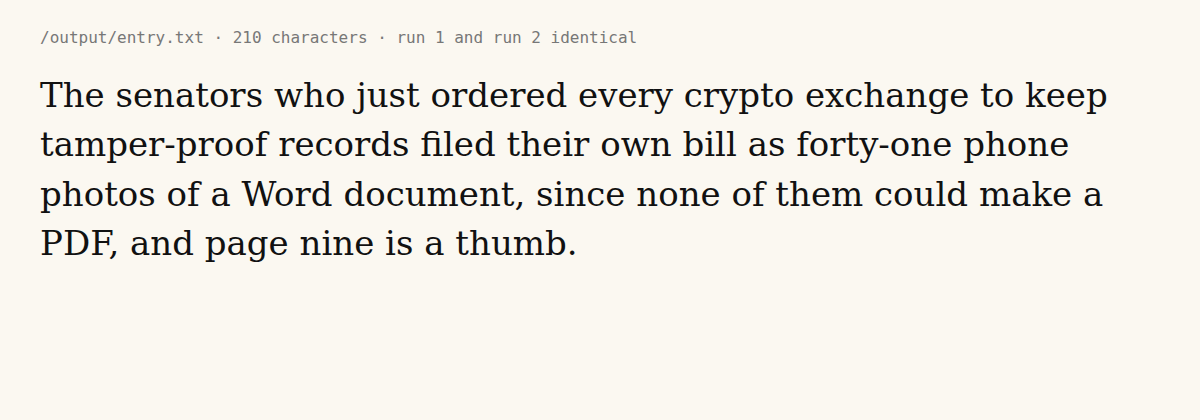 /output/entry.txt · 210 characters · run 1 and run 2 identical
The senators who just ordered every crypto exchange to keep
tamper-proof records filed their own bill as forty-one phone
photos of a Word document, since none of them could make a
PDF, and page nine is a thumb.